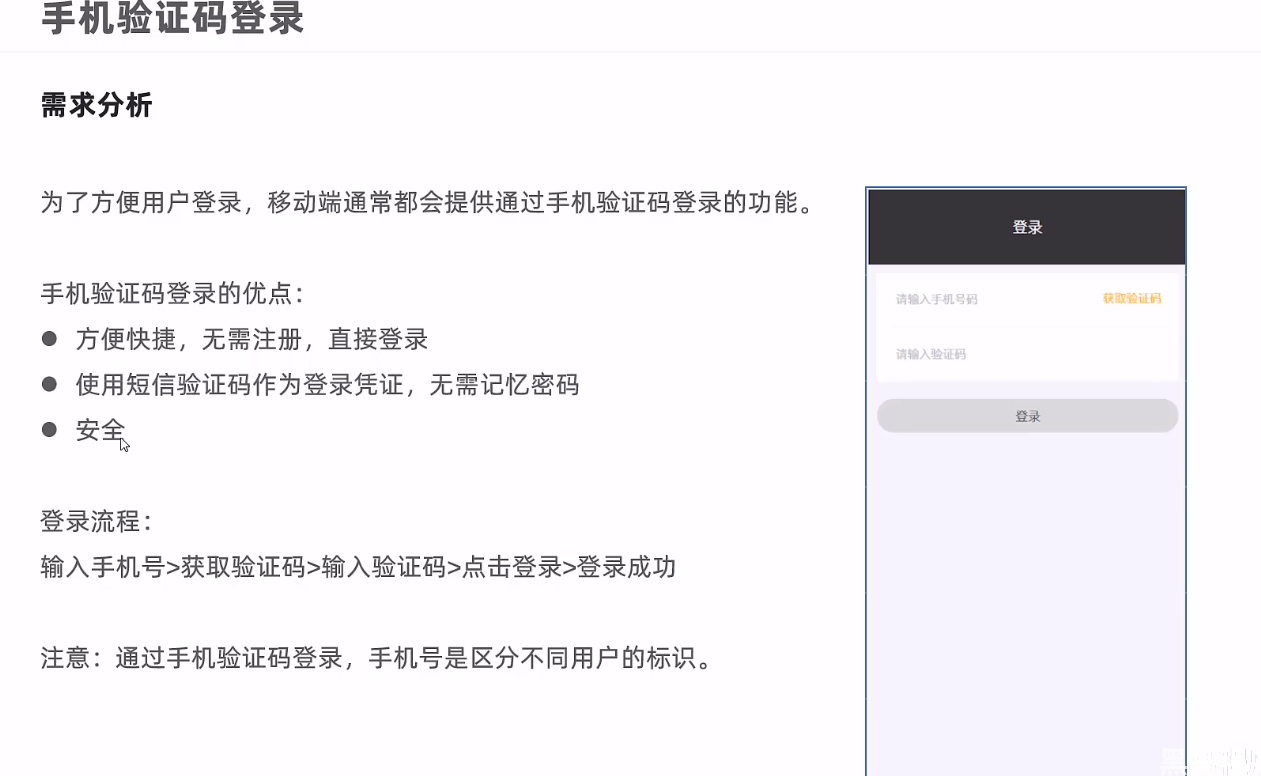 手机验证码登录
需求分析
为了方便用户登录，移动端通常都会提供通过手机验证码登录的功能。
手机验证码登录的优点：
● 方便快捷，无需注册，直接登录
● 使用短信验证码作为登录凭证，无需记忆密码
● 安全
登录流程：
输入手机号>获取验证码>输入验证码>点击登录>登录成功
注意：通过手机验证码登录，手机号是区分不同用户的标识。
登录
请输入手机号码 获取验证码
请输入验证码
登录